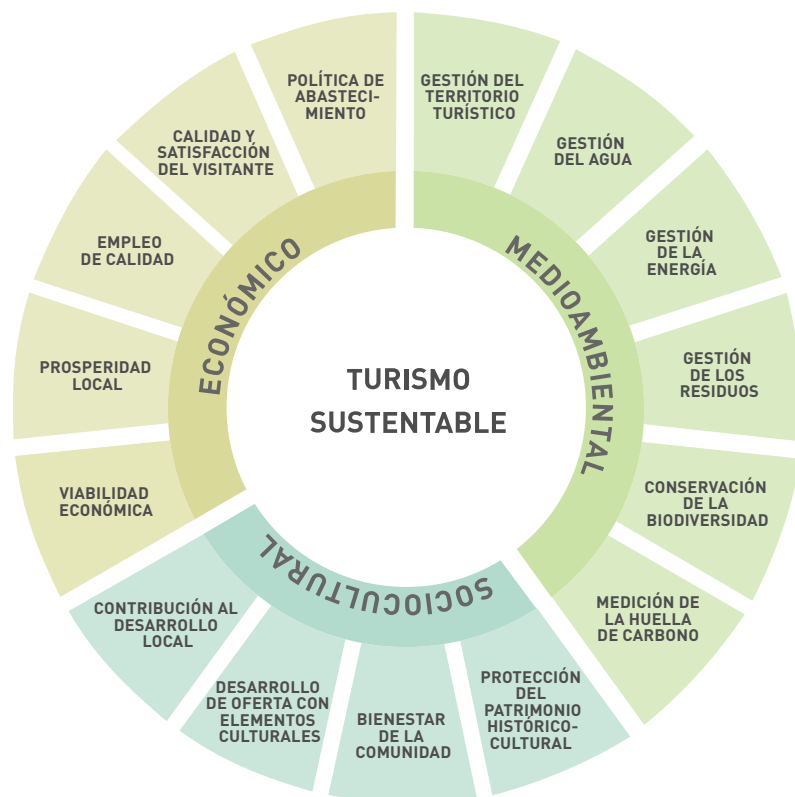 TURISMO
SUSTENTABLE
MEDIOAMBIENTAL
GESTIÓN DEL
TERRITORIO
TURÍSTICO
GESTIÓN
DEL AGUA
GESTIÓN
DE LA
ENERGÍA
GESTIÓN
DE LOS
RESIDUOS
CONSERVACIÓN
DE LA
BIODIVERSIDAD
MEDICIÓN DE
LA HUELLA
DE CARBONO
SOCIOCULTURAL
PROTECCIÓN
DEL
PATRIMONIO
HISTÓRICO-
CULTURAL
BIENESTAR
DE LA
COMUNIDAD
DESARROLLO
DE OFERTA CON
ELEMENTOS
CULTURALES
CONTRIBUCIÓN AL
DESARROLLO
LOCAL
ECONÓMICO
VIABILIDAD
ECONÓMICA
PROSPERIDAD
LOCAL
EMPLEO
DE CALIDAD
CALIDAD Y
SATISFACCIÓN
DEL VISITANTE
POLÍTICA DE
ABASTECI-
MIENTO